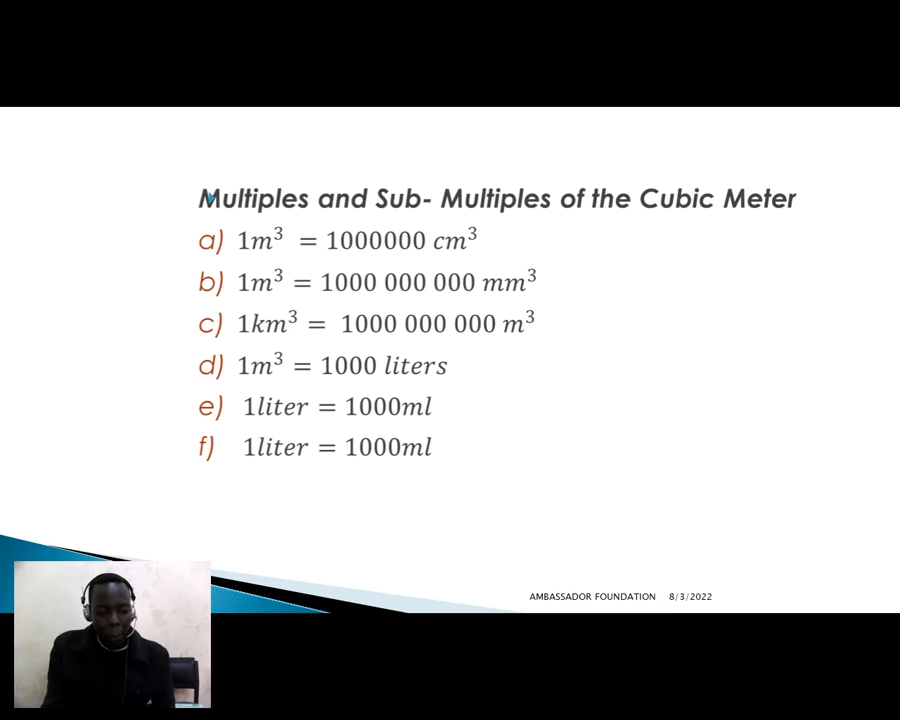 Multiples and Sub- Multiples of the Cubic Meter
a) 1m³ = 1000000 cm³
b) 1m³ = 1000 000 000 mm³
c) 1km³ = 1000 000 000 m³
d) 1m³ = 1000 liters
e) 1liter = 1000ml
f) 1liter = 1000ml
AMBASSADOR FOUNDATION 8/3/2022